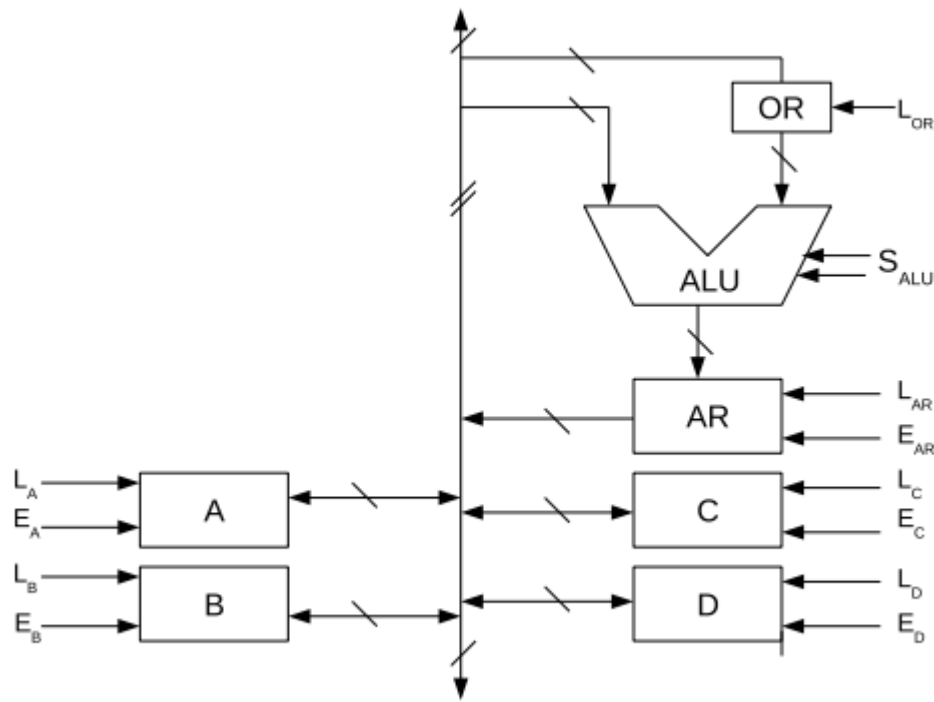 OR
L_OR
ALU
S_ALU
AR
L_AR
E_AR
L_A
E_A
A
C
L_C
E_C
L_B
E_B
B
D
L_D
E_D